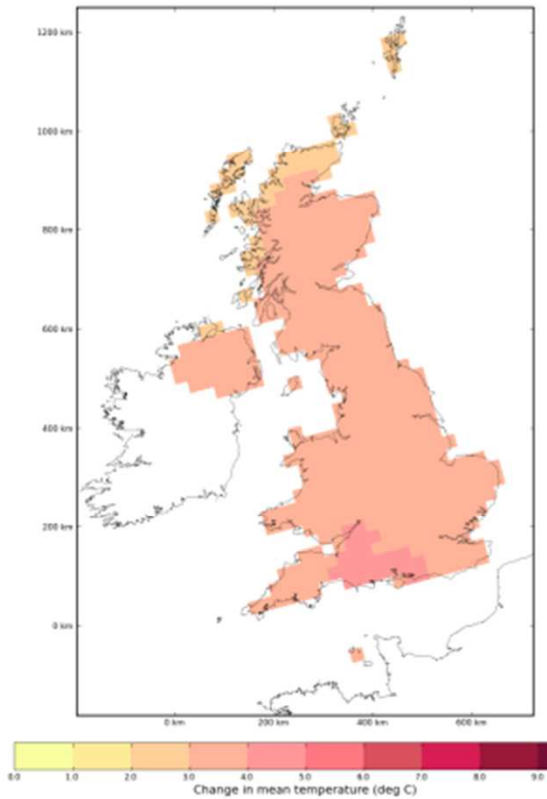 1200 km
1000 km
800 km
600 km
400 km
200 km
0 km
0 km 200 km 400 km 600 km
0.0 1.0 2.0 3.0 4.0 5.0 6.0 7.0 8.0 9.0
Change in mean temperature (deg C)